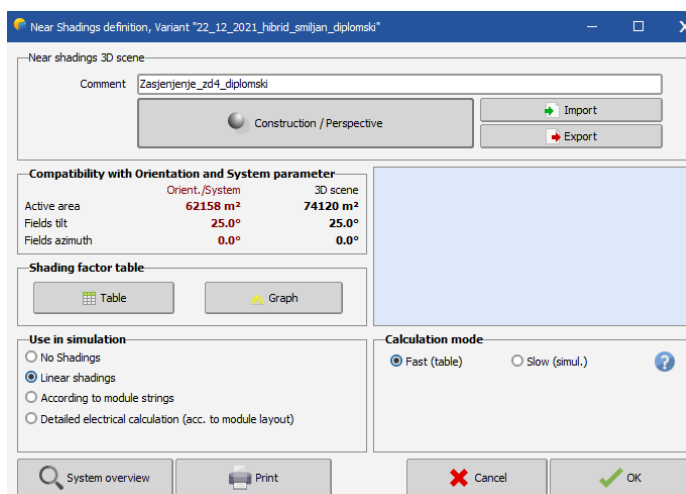 Near Shadings definition, Variant "22_12_2021_hibrid_smiljan_diplomski"
Near shadings 3D scene
Comment Zasjenjenje_zd4_diplomski
Construction / Perspective
Import
Export
Compatibility with Orientation and System parameter
Orient./System 3D scene
Active area 62158 m² 74120 m²
Fields tilt 25.0° 25.0°
Fields azimuth 0.0° 0.0°
Shading factor table
Table Graph
Use in simulation
No Shadings
Linear shadings
According to module strings
Detailed electrical calculation (acc. to module layout)
Calculation mode
Fast (table) Slow (simul.) ?
System overview Print Cancel OK